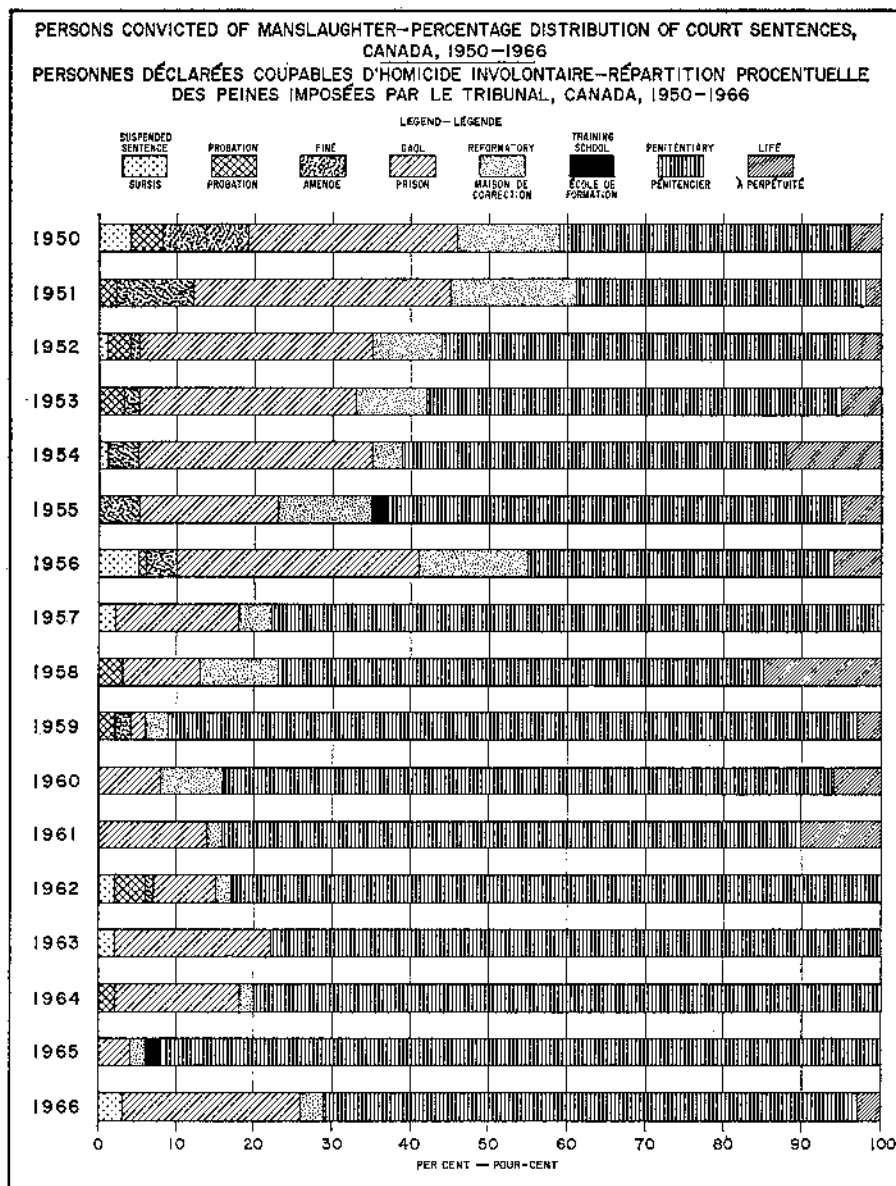 PERSONS CONVICTED OF MANSLAUGHTER—PERCENTAGE DISTRIBUTION OF COURT SENTENCES,
CANADA, 1950—1966
PERSONNES DÉCLARÉES COUPABLES D'HOMICIDE INVOLONTAIRE—RÉPARTITION PROCENTUELLE
DES PEINES IMPOSÉES PAR LE TRIBUNAL, CANADA, 1950—1966
LEGEND—LÉGENDE
SUSPENDED SENTENCE
SURSIS
PROBATION
PROBATION
FINE
AMENDE
GAOL
PRISON
REFORMATORY
MAISON DE CORRECTION
TRAINING SCHOOL
ÉCOLE DE FORMATION
PENITENTIARY
PÉNITENCIER
LIFE
À PERPÉTUITÉ
1950
1951
1952
1953
1954
1955
1956
1957
1958
1959
1960
1961
1962
1963
1964
1965
1966
0 10 20 30 40 50 60 70 80 90 100
PER CENT — POUR-CENT